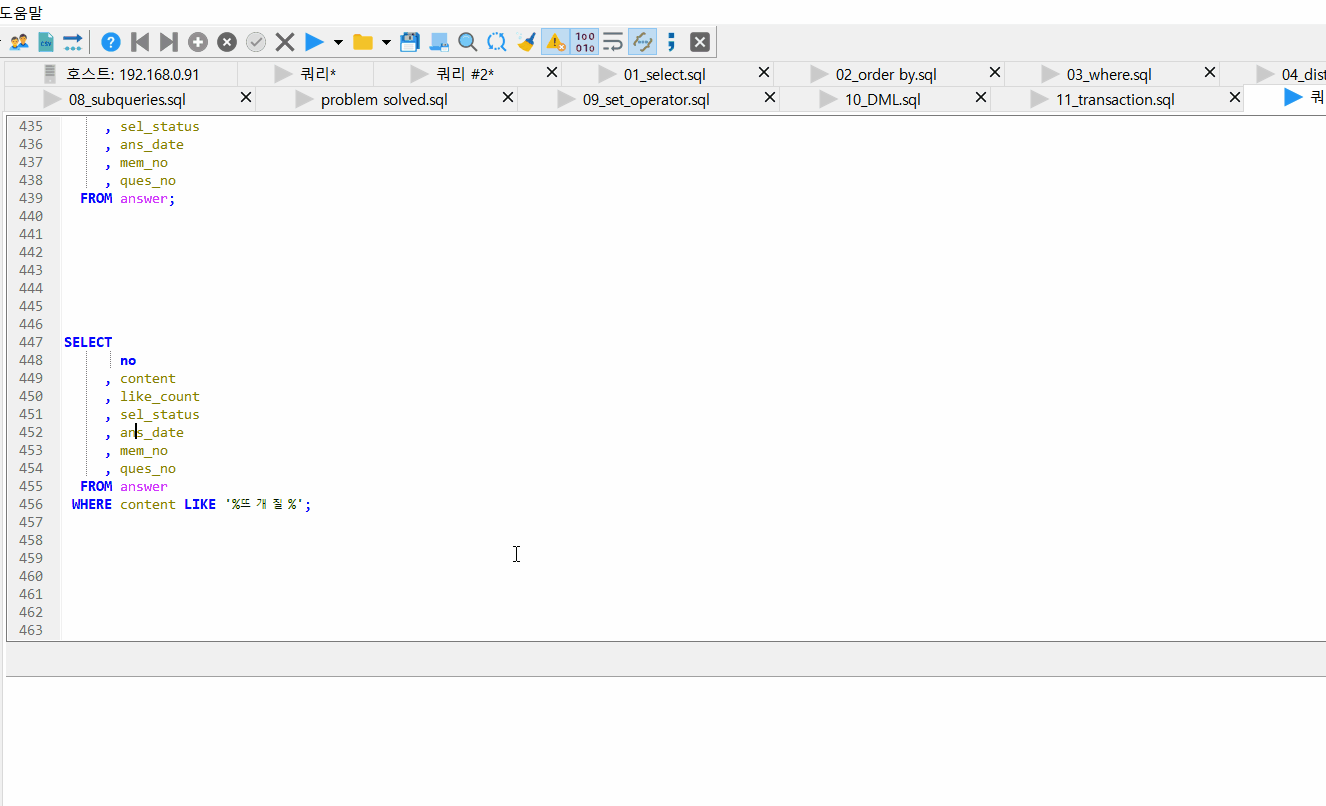 도움말
호스트: 192.168.0.91 쿼리* 쿼리 #2* 01_select.sql 02_order by.sql 03_where.sql 04_dist
08_subqueries.sql problem solved.sql 09_set_operator.sql 10_DML.sql 11_transaction.sql 쿼
435 , sel_status
436 , ans_date
437 , mem_no
438 , ques_no
439 FROM answer;
440
441
442
443
444
445
446
447 SELECT
448 no
449 , content
450 , like_count
451 , sel_status
452 , ans_date
453 , mem_no
454 , ques_no
455 FROM answer
456 WHERE content LIKE '%뜨 개 질 %';
457
458
459
460
461
462
463